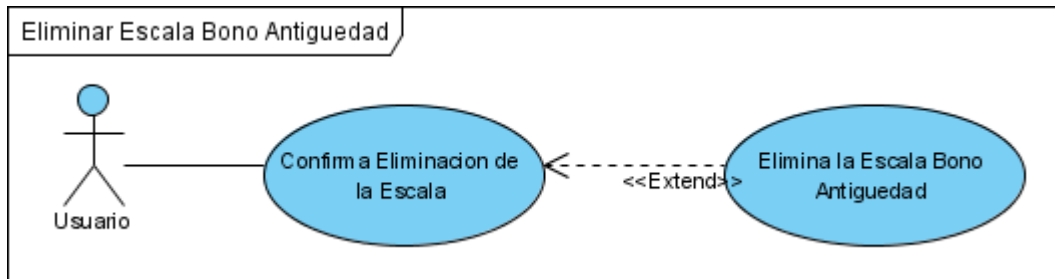 Eliminar Escala Bono Antiguedad
Confirma Eliminacion de
la Escala
<<Extend>>
Elimina la Escala Bono
Antiguedad
Usuario